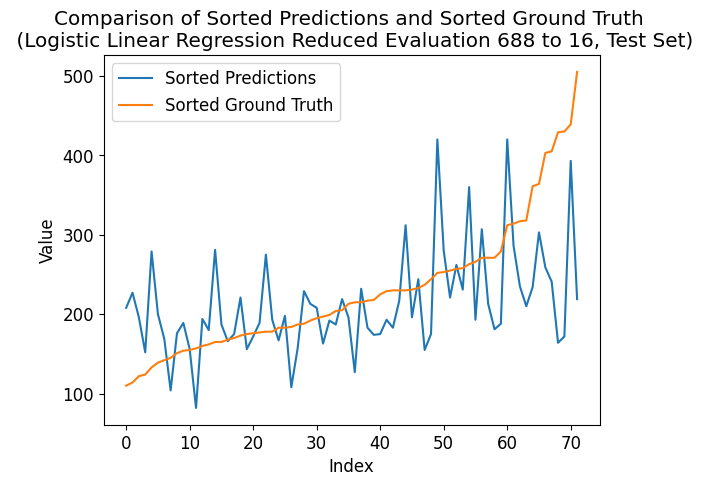 Comparison of Sorted Predictions and Sorted Ground Truth
(Logistic Linear Regression Reduced Evaluation 688 to 16, Test Set)
Sorted Predictions
Sorted Ground Truth
500
400
300
200
100
Value
0 10 20 30 40 50 60 70
Index